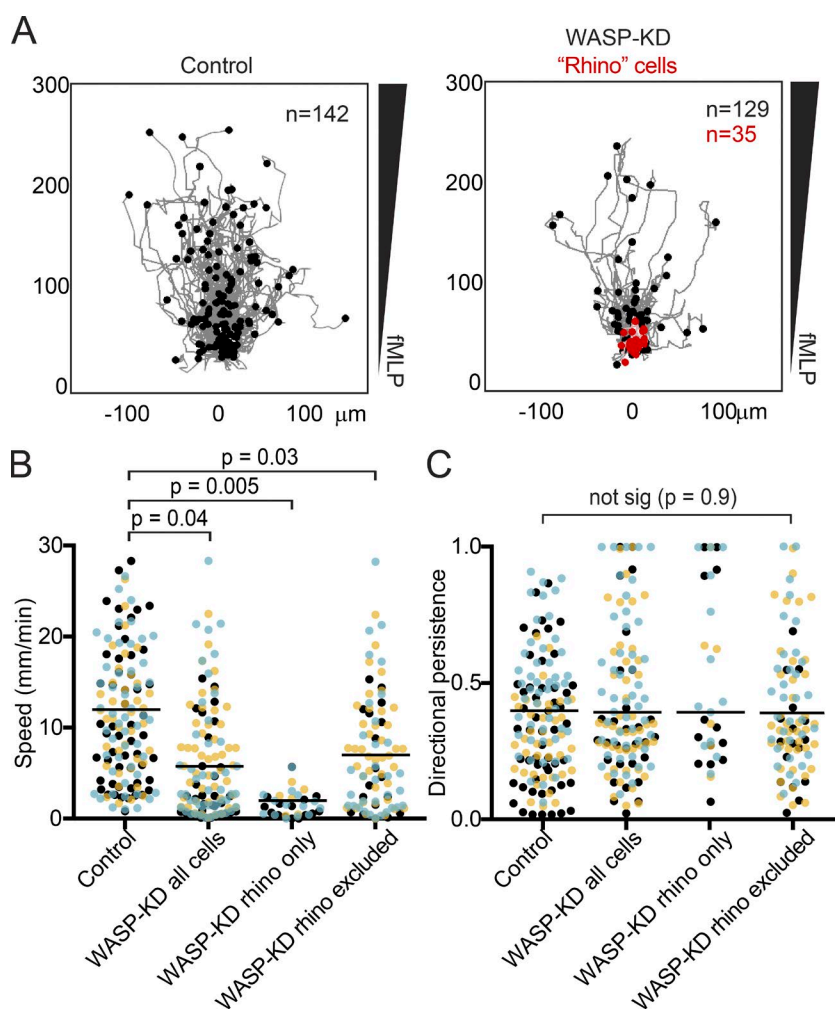 A
Control
300
200
100
0
n=142
fMLP
-100 0 100 μm
WASP-KD
“Rhino” cells
300
200
100
0
n=129
n=35
fMLP
-100 0 100μm
B
p = 0.03
p = 0.005
p = 0.04
Speed (mm/min)
30
20
10
0
Control
WASP-KD all cells
WASP-KD rhino only
WASP-KD rhino excluded
C
not sig (p = 0.9)
Directional persistence
1.0
0.5
0.0
Control
WASP-KD all cells
WASP-KD rhino only
WASP-KD rhino excluded